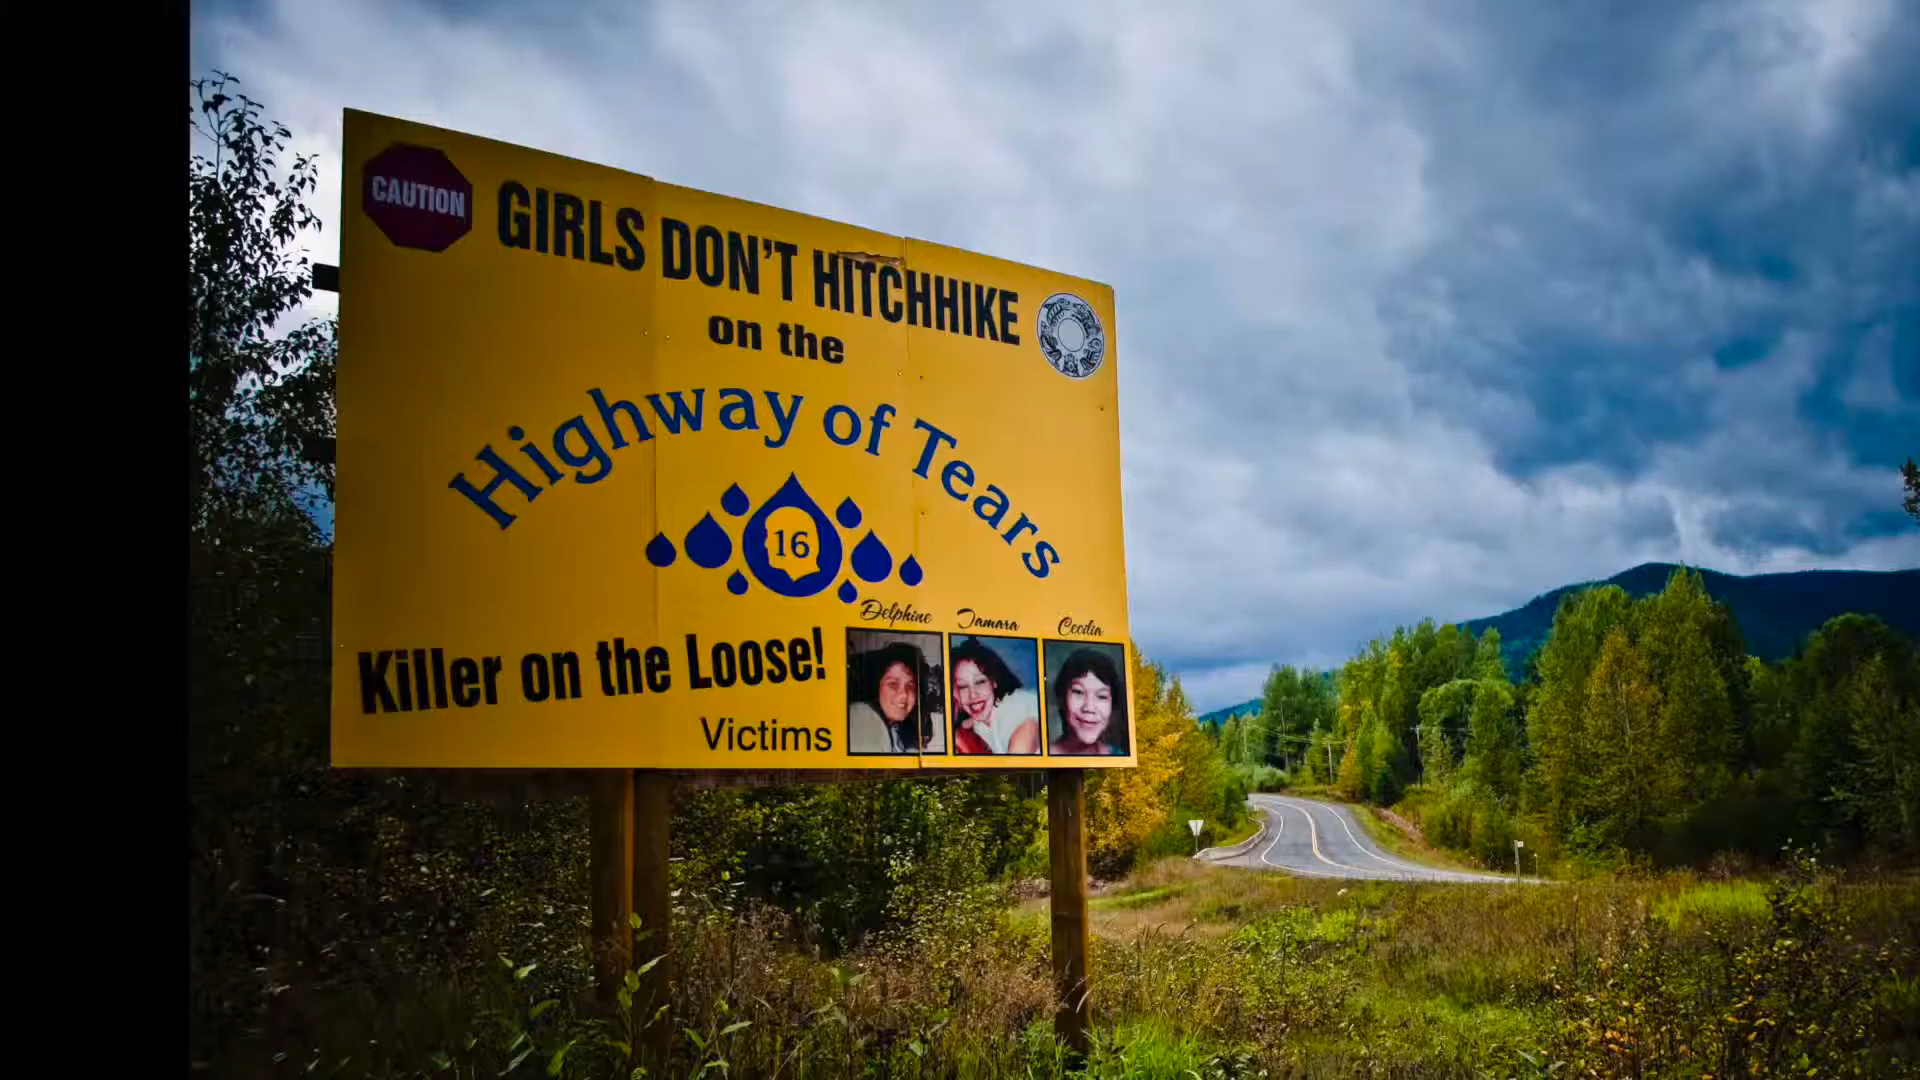 CAUTION
GIRLS DON'T HITCHHIKE
on the
Highway of Tears
16
Killer on the Loose!
Victims
Delphine
Tamara
Cecilia